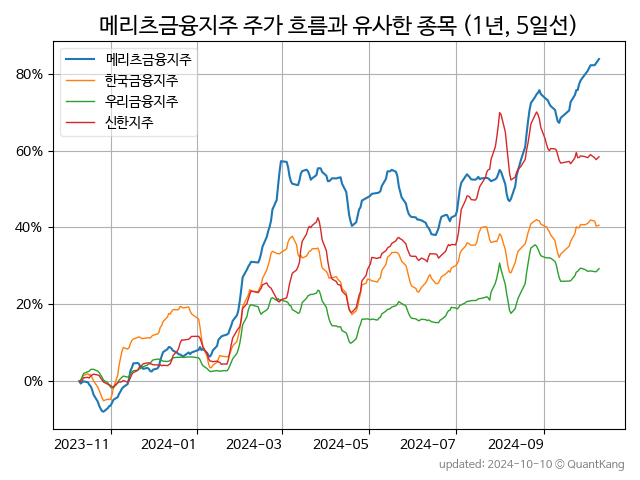 메리츠금융지주 주가 흐름과 유사한 종목 (1년, 5일선)
메리츠금융지주
한국금융지주
우리금융지주
신한지주
80%
60%
40%
20%
0%
2023-11 2024-01 2024-03 2024-05 2024-07 2024-09
updated: 2024-10-10 © QuantKang